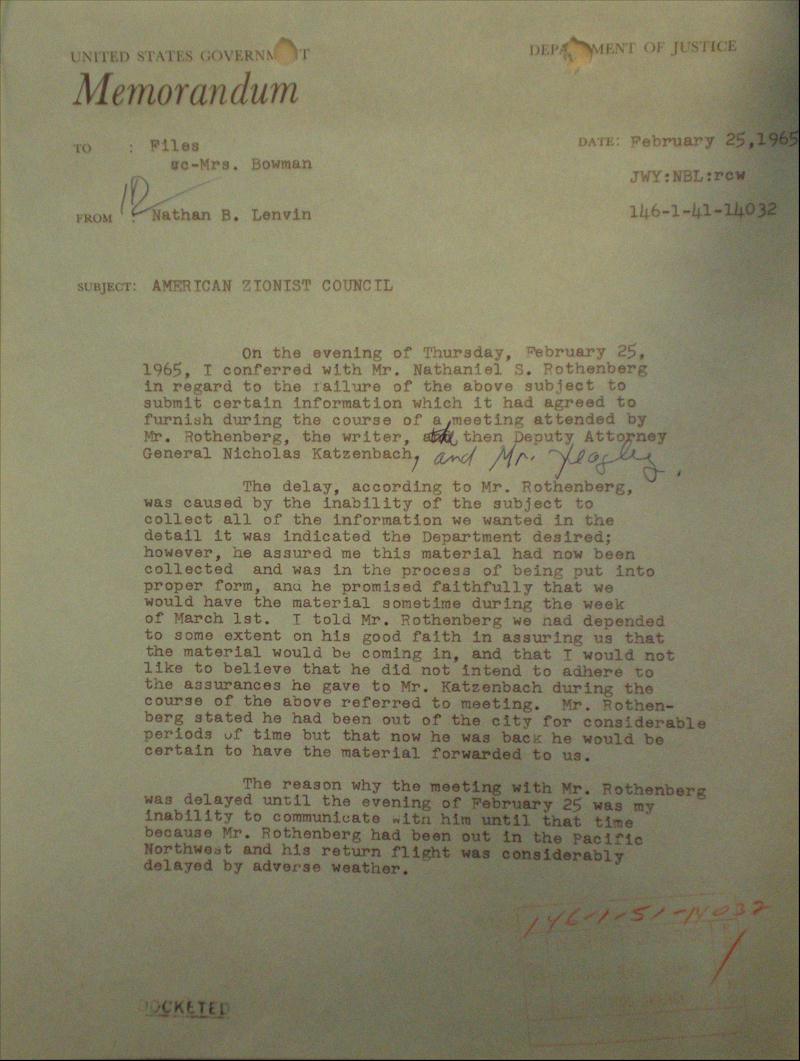 UNITED STATES GOVERNM T
DEPA MENT OF JUSTICE
Memorandum
TO : Files
cc-Mrs. Bowman
DATE: February 25,1965
JWY:NBL:rcw
FROM : Nathan B. Lenvin
146-1-41-14032
SUBJECT: AMERICAN ZIONIST COUNCIL
On the evening of Thursday, February 25,
1965, I conferred with Mr. Nathaniel S. Rothenberg
in regard to the failure of the above subject to
submit certain information which it had agreed to
furnish during the course of a meeting attended by
Mr. Rothenberg, the writer, then Deputy Attorney
General Nicholas Katzenbach, and Mr. Yeagley.
The delay, according to Mr. Rothenberg,
was caused by the inability of the subject to
collect all of the information we wanted in the
detail it was indicated the Department desired;
however, he assured me this material had now been
collected and was in the process of being put into
proper form, and he promised faithfully that we
would have the material sometime during the week
of March 1st. I told Mr. Rothenberg we had depended
to some extent on his good faith in assuring us that
the material would be coming in, and that I would not
like to believe that he did not intend to adhere to
the assurances he gave to Mr. Katzenbach during the
course of the above referred to meeting. Mr. Rothen-
berg stated he had been out of the city for considerable
periods of time but that now he was back he would be
certain to have the material forwarded to us.
The reason why the meeting with Mr. Rothenberg
was delayed until the evening of February 25 was my
inability to communicate with him until that time
because Mr. Rothenberg had been out in the Pacific
Northwest and his return flight was considerably
delayed by adverse weather.
146-1-51-14032
DOCKETED